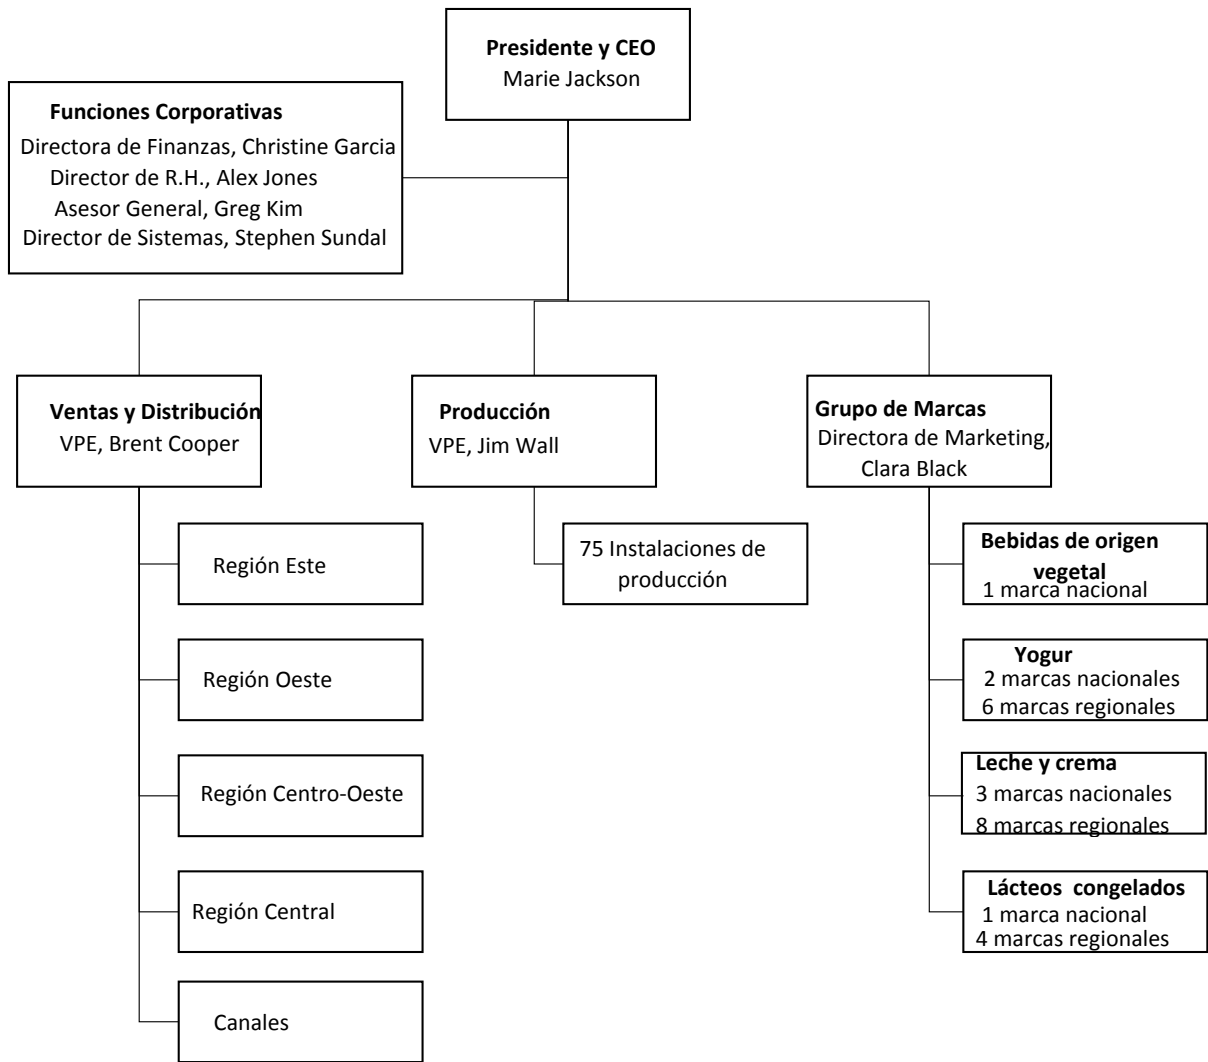 Presidente y CEO
Marie Jackson
Funciones Corporativas
Directora de Finanzas, Christine Garcia
Director de R.H., Alex Jones
Asesor General, Greg Kim
Director de Sistemas, Stephen Sundal
Ventas y Distribución
VPE, Brent Cooper
Producción
VPE, Jim Wall
Grupo de Marcas
Directora de Marketing,
Clara Black
Región Este
Región Oeste
Región Centro-Oeste
Región Central
Canales
75 Instalaciones de
producción
Bebidas de origen
vegetal
1 marca nacional
Yogur
2 marcas nacionales
6 marcas regionales
Leche y crema
3 marcas nacionales
8 marcas regionales
Lácteos congelados
1 marca nacional
4 marcas regionales